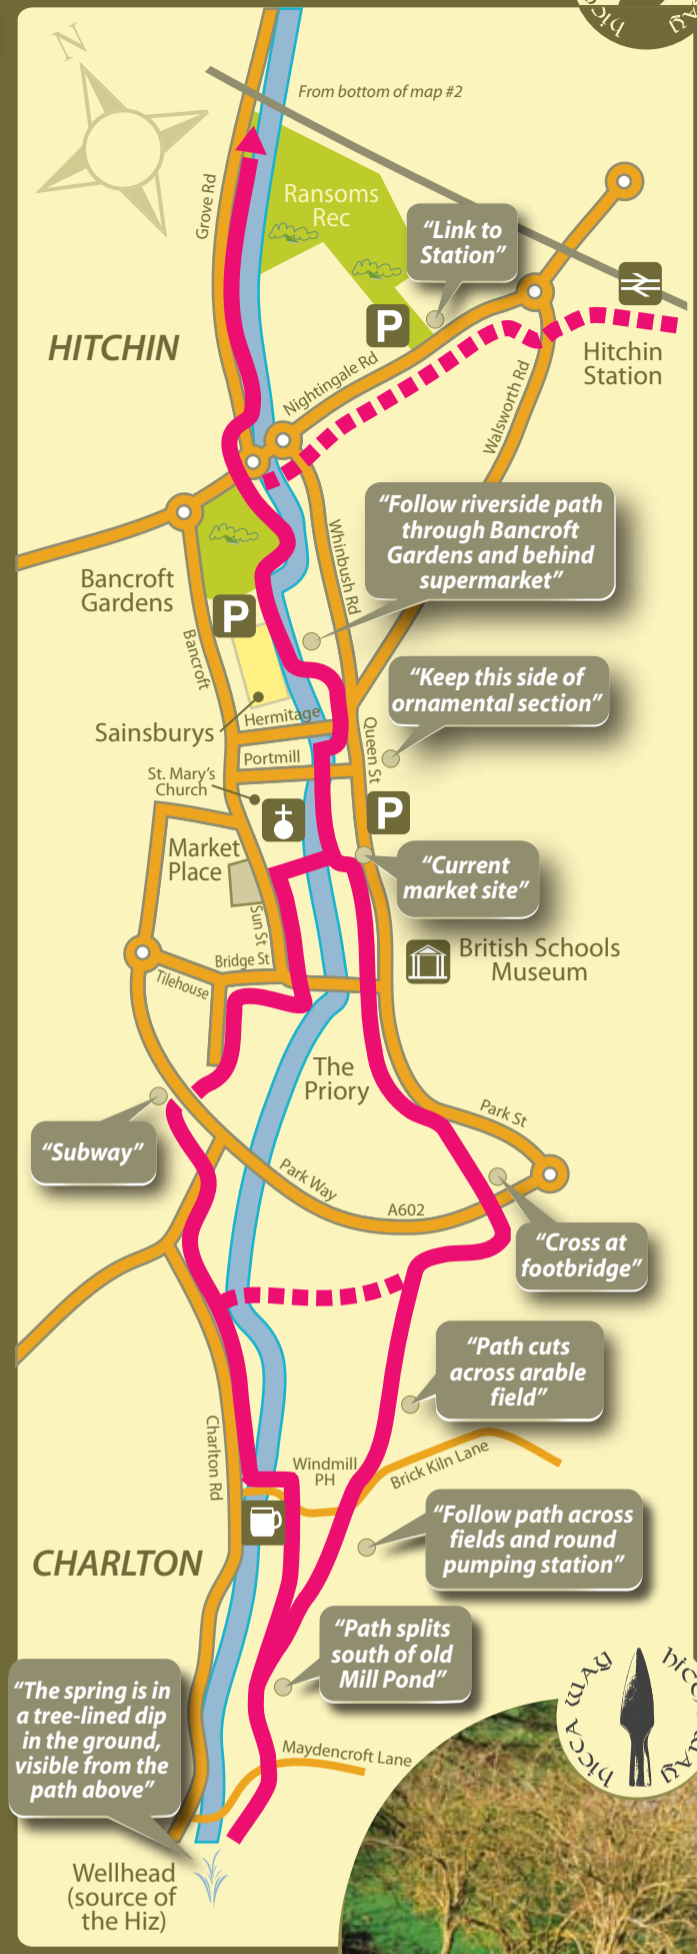 hicca way
N
From bottom of map #2
Grove Rd
Ransoms
Rec
“Link to
Station”
P
HITCHIN
Hitchin
Station
Nightingale Rd
Walsworth Rd
“Follow riverside path
through Bancroft
Gardens and behind
supermarket”
Whinbush Rd
Bancroft
Gardens
P
Bancroft
“Keep this side of
ornamental section”
Sainsburys
Hermitage
Queen St
Portmill
St. Mary’s
Church
P
Market
Place
“Current
market site”
Sun St
British Schools
Museum
Bridge St
Tilehouse
The
Priory
Park St
“Subway”
Park Way
A602
“Cross at
footbridge”
“Path cuts
across arable
field”
Charlton Rd
Windmill
PH
Brick Kiln Lane
“Follow path across
fields and round
pumping station”
CHARLTON
“Path splits
south of old
Mill Pond”
hicca way
hicca way
“The spring is in
a tree-lined dip
in the ground,
visible from the
path above”
Maydencroft Lane
Wellhead
(source of
the Hiz)